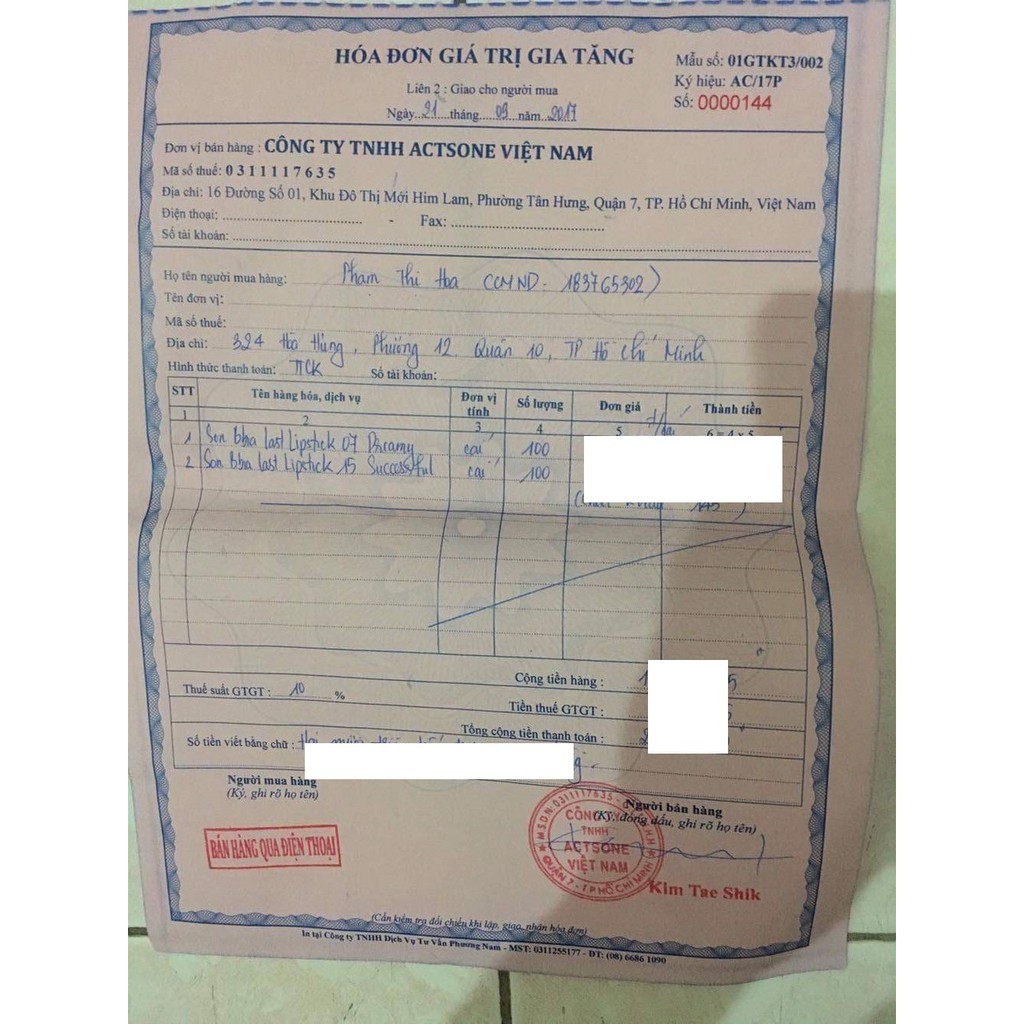 HÓA ĐƠN GIÁ TRỊ GIA TĂNG
Mẫu số: 01GTKT3/002
Liên 2 : Giao cho người mua
Ký hiệu: AC/17P
Ngày..21....tháng.....09...năm...2017
Số: 0000144
Đơn vị bán hàng : CÔNG TY TNHH ACTSONE VIỆT NAM
Mã số thuế: 0311117635
Địa chỉ: 16 Đường Số 01, Khu Đô Thị Mới Him Lam, Phường Tân Hưng, Quận 7, TP. Hồ Chí Minh, Việt Nam
Điện thoại: - Fax:
Số tài khoản:
Họ tên người mua hàng: Phạm Thị Hoa (CMND - 183765302)
Tên đơn vị:
Mã số thuế:
Địa chỉ: 324 Hòa Hưng, Phường 12. Quận 10, TP Hồ Chí Minh
Hình thức thanh toán: TTCK Số tài khoản:
STT Tên hàng hóa, dịch vụ Đơn vị tính Số lượng Đơn giá Thành tiền
1 2 3 4 5 6 = 4 x 5
1 Son Bbia Last Lipstick 07 cái 100
2 Son Bbia Last Lipstick 15 Successful cái 100
Cộng tiền hàng :
Thuế suất GTGT : 10 % Tiền thuế GTGT :
Tổng cộng tiền thanh toán :
Số tiền viết bằng chữ : Hai mươi
Người mua hàng
(Ký, ghi rõ họ tên)
Người bán hàng
(Ký, đóng dấu, ghi rõ họ tên)
BÁN HÀNG QUA ĐIỆN THOẠI
M.S.D.N: 0311117635
CÔNG TY
TNHH
ACTSONE
VIỆT NAM
QUẬN 7 - T.P HỒ CHÍ MINH
Kim Tae Shik
(Cần kiểm tra đối chiếu khi lập, giao, nhận hóa đơn)
In tại Công ty TNHH Dịch Vụ Tư Vấn Phương Nam - MST: 0311255177 - ĐT: (08) 6686 1090